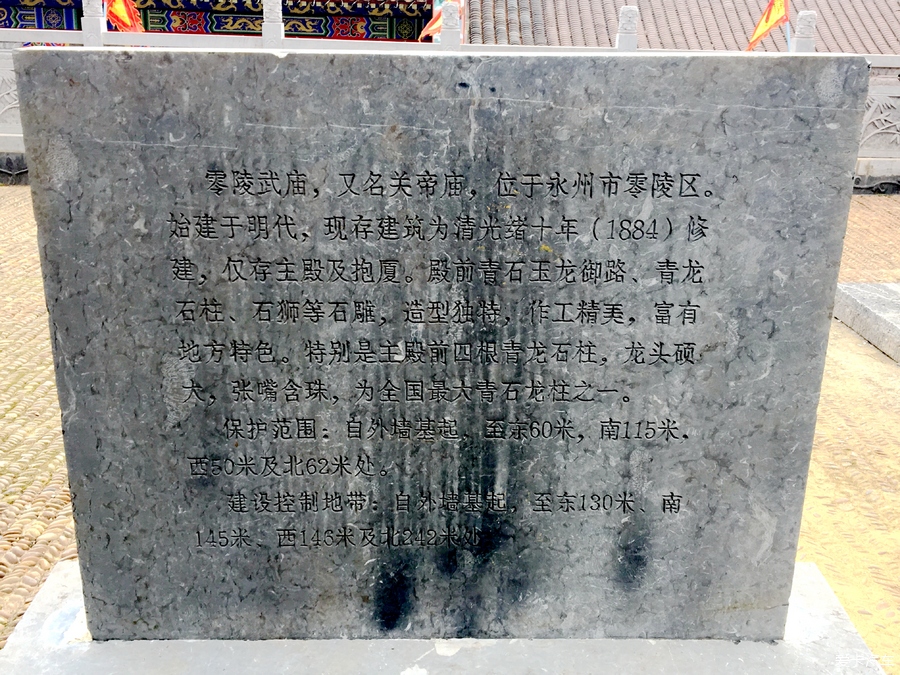 零陵武庙，又名关帝庙，位于永州市零陵区。
始建于明代，现存建筑为清光绪十年（1884）修
建，仅存主殿及抱厦。殿前青石玉龙御路、青龙
石柱、石狮等石雕，造型独特，作工精美，富有
地方特色。特别是主殿前四根青龙石柱，龙头硕
大，张嘴含珠，为全国最大青石龙柱之一。
保护范围：自外墙基起，至东60米，南115米，
西50米及北62米处。
建设控制地带：自外墙基起，至东130米、南
145米、西146米及北242米处